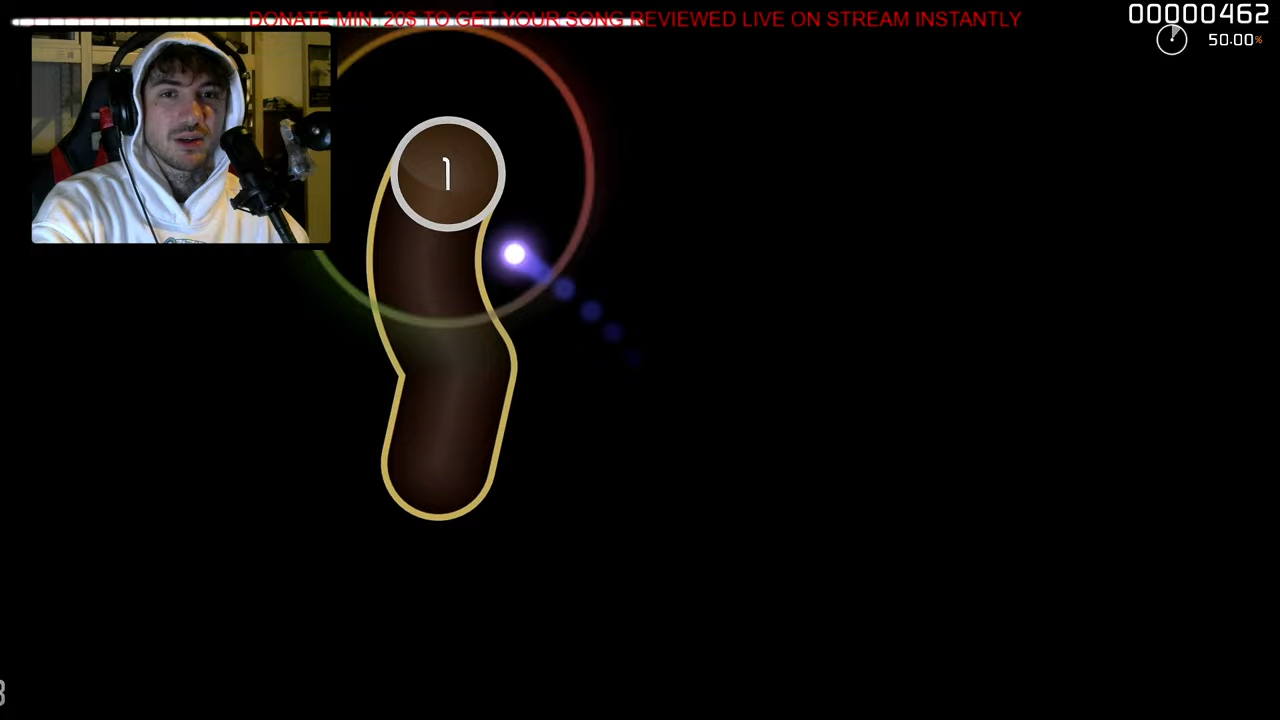 DONATE MIN. 20$ TO GET YOUR SONG REVIEWED LIVE ON STREAM INSTANTLY
00000462
50.00%
1